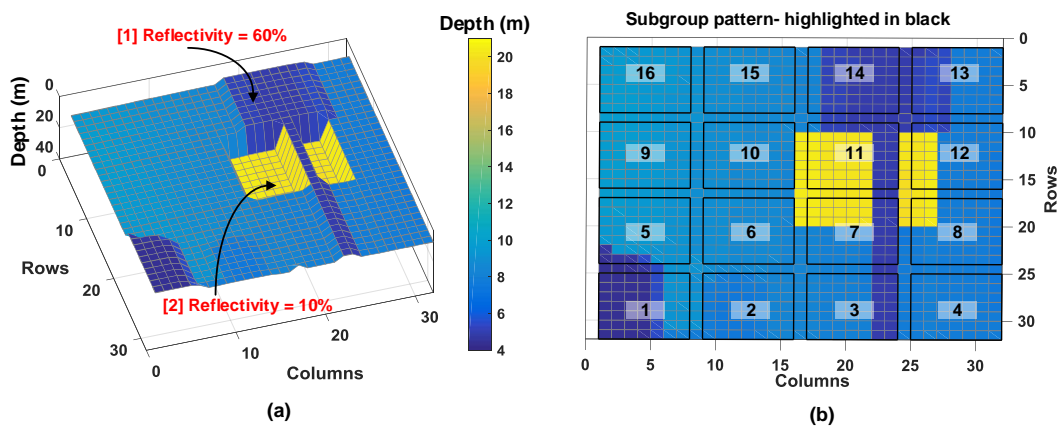 [1] Reflectivity = 60%
Depth (m)
0
20
40
0
10
20
30
Rows
0
10
20
30
Columns
[2] Reflectivity = 10%
Depth (m)
20
18
16
14
12
10
8
6
4
(a)
Subgroup pattern- highlighted in black
16 15 14 13
9 10 11 12
5 6 7 8
1 2 3 4
0
5
10
15
20
25
30
Rows
0 5 10 15 20 25 30
Columns
(b)